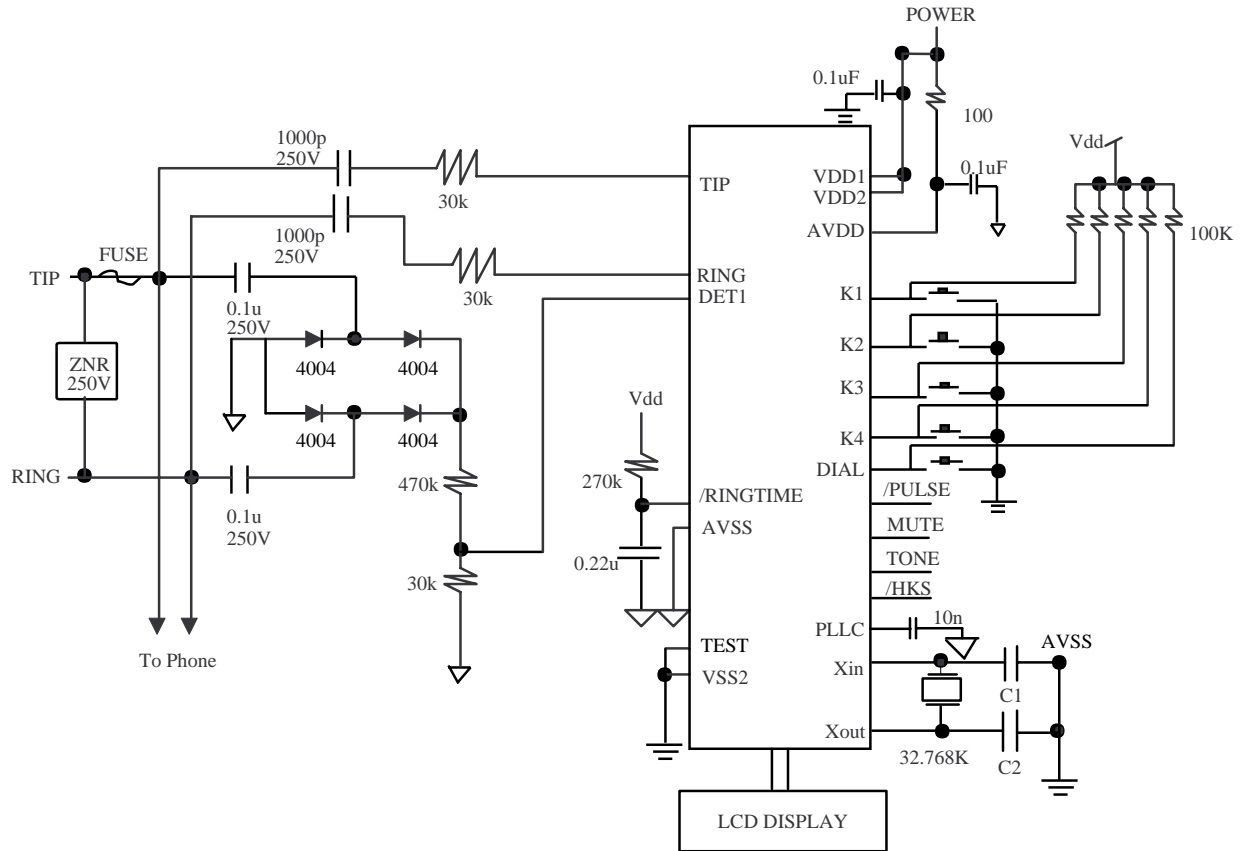 POWER
0.1uF
100
Vdd
1000p
250V
30k
TIP
VDD1
VDD2
0.1uF
AVDD
100K
1000p
250V
30k
RING
DET1
FUSE
TIP
0.1u
250V
ZNR
250V
4004
4004
4004
4004
RING
0.1u
250V
470k
30k
To Phone
Vdd
270k
/RINGTIME
AVSS
0.22u
TEST
VSS2
K1
K2
K3
K4
DIAL
/PULSE
MUTE
TONE
/HKS
PLLC
10n
AVSS
Xin
C1
Xout
32.768K
C2
LCD DISPLAY